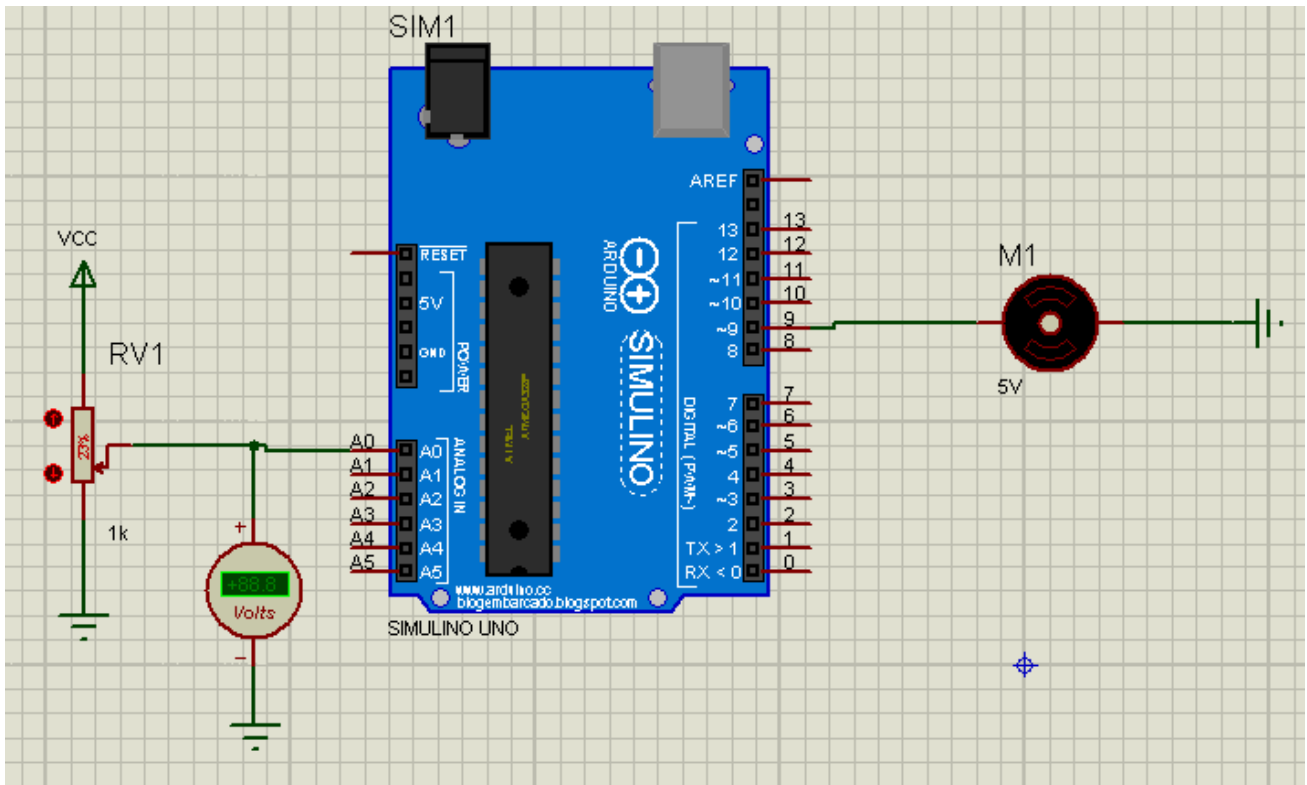 SIM1
VCC
RV1
23%
1k
+88.8
Volts
RESET
5V
GND
POWER
A0
A1
A2
A3
A4
A5
A0
A1
A2
A3
A4
A5
ANALOG IN
ATMEL
ATMEGA328P
ARDUINO
SIMULINO
www.arduino.cc
blogembarcado.blogspot.com
SIMULINO UNO
AREF
13
12
~11
~10
~9
8
DIGITAL (PWM~)
7
~6
~5
4
~3
2
TX > 1
RX < 0
13
12
11
10
9
8
7
6
5
4
3
2
1
0
M1
5V